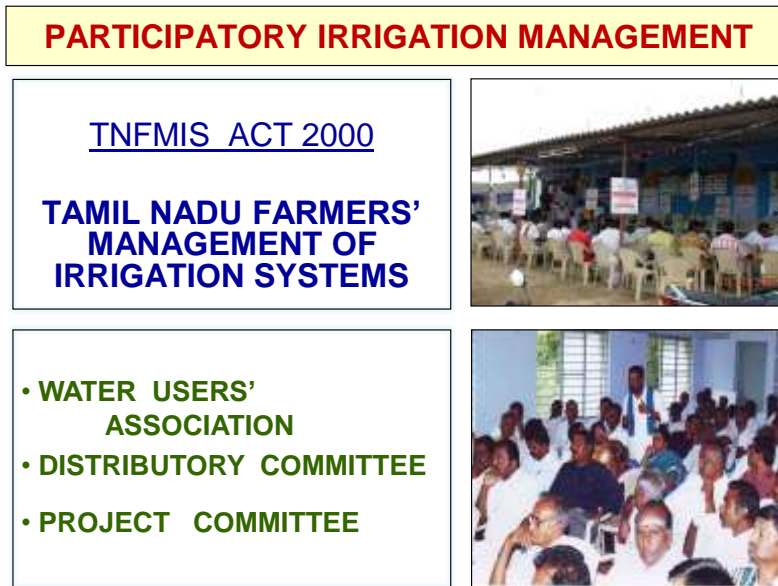 PARTICIPATORY IRRIGATION MANAGEMENT
TNFMIS ACT 2000
TAMIL NADU FARMERS’
MANAGEMENT OF
IRRIGATION SYSTEMS
• WATER USERS’
ASSOCIATION
• DISTRIBUTORY COMMITTEE
• PROJECT COMMITTEE